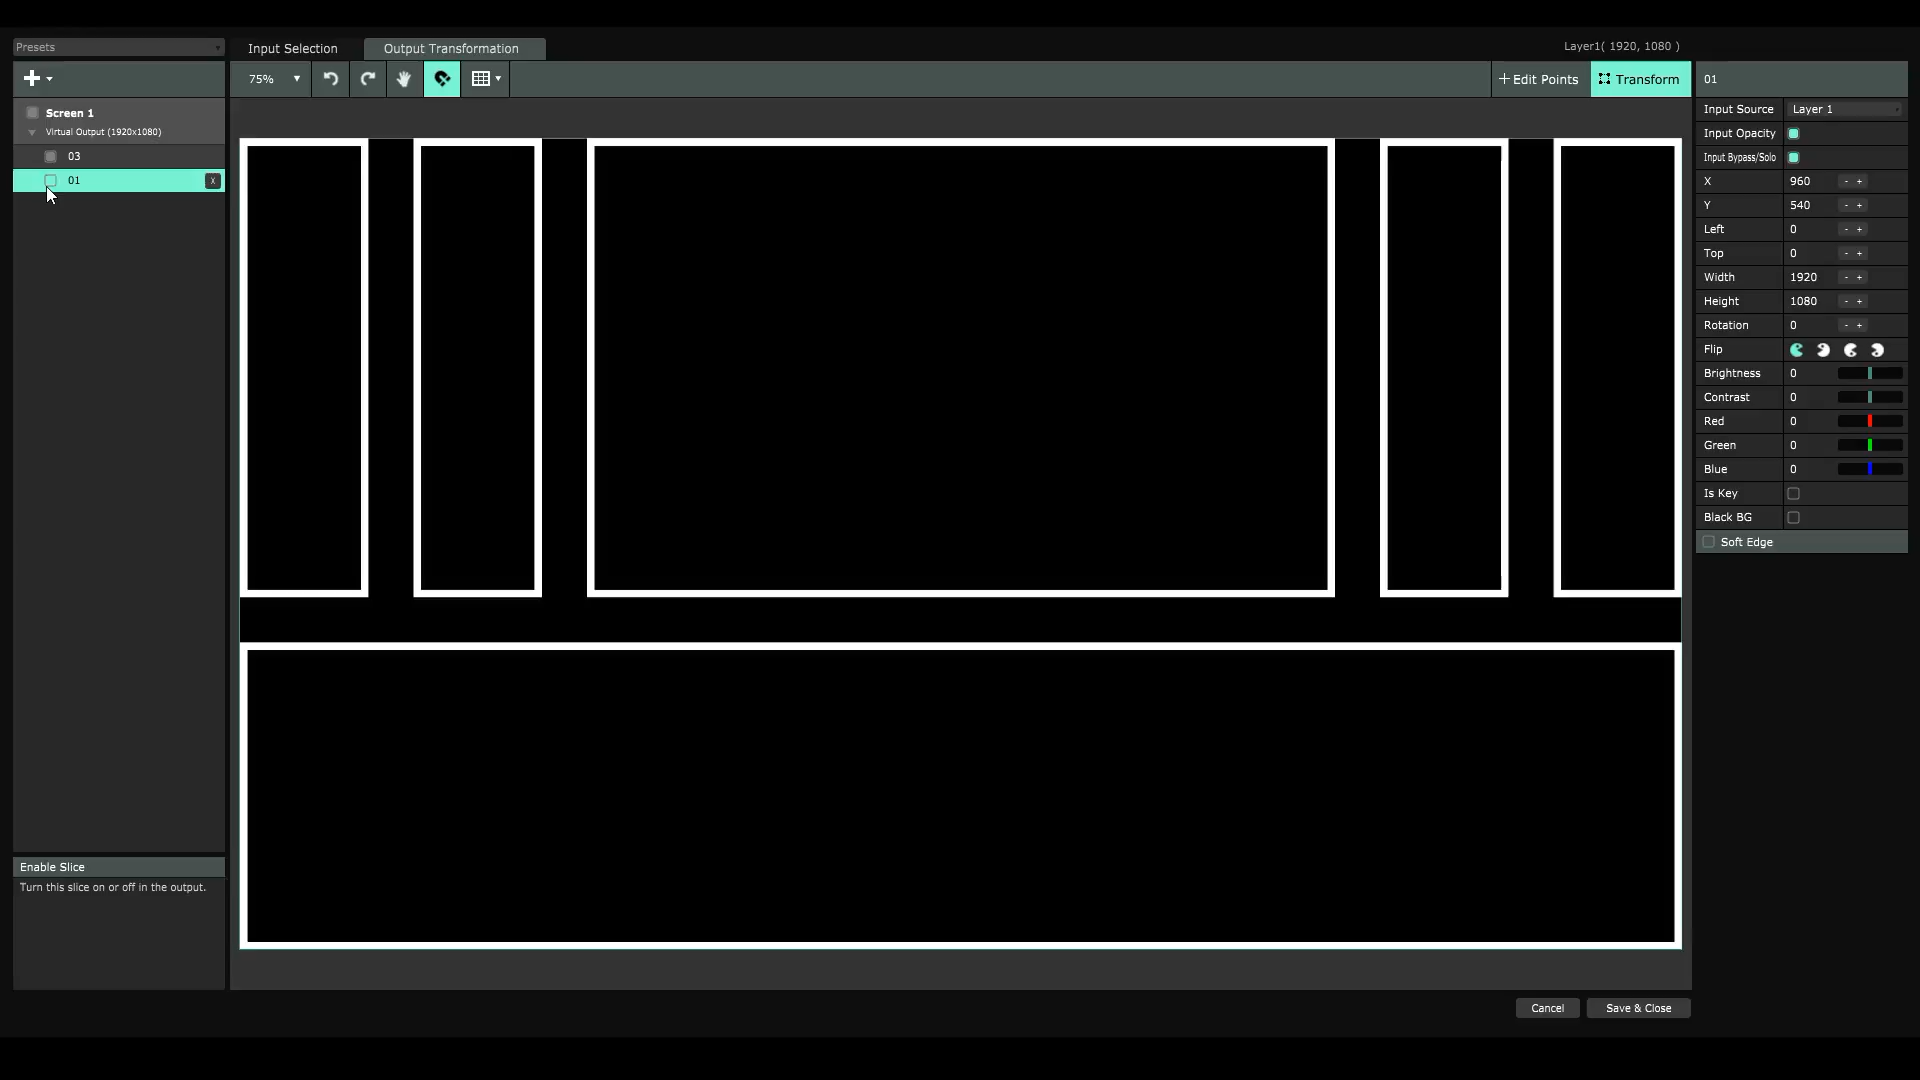 Presets
Input Selection
Output Transformation
Layer1( 1920, 1080 )
75%
Edit Points
Transform
01
Screen 1
Virtual Output (1920x1080)
03
01
X
Input Source Layer 1
Input Opacity
Input Bypass/Solo
X 960 - +
Y 540 - +
Left 0 - +
Top 0 - +
Width 1920 - +
Height 1080 - +
Rotation 0 - +
Flip
Brightness 0
Contrast 0
Red 0
Green 0
Blue 0
Is Key
Black BG
Soft Edge
Enable Slice
Turn this slice on or off in the output.
Cancel
Save & Close